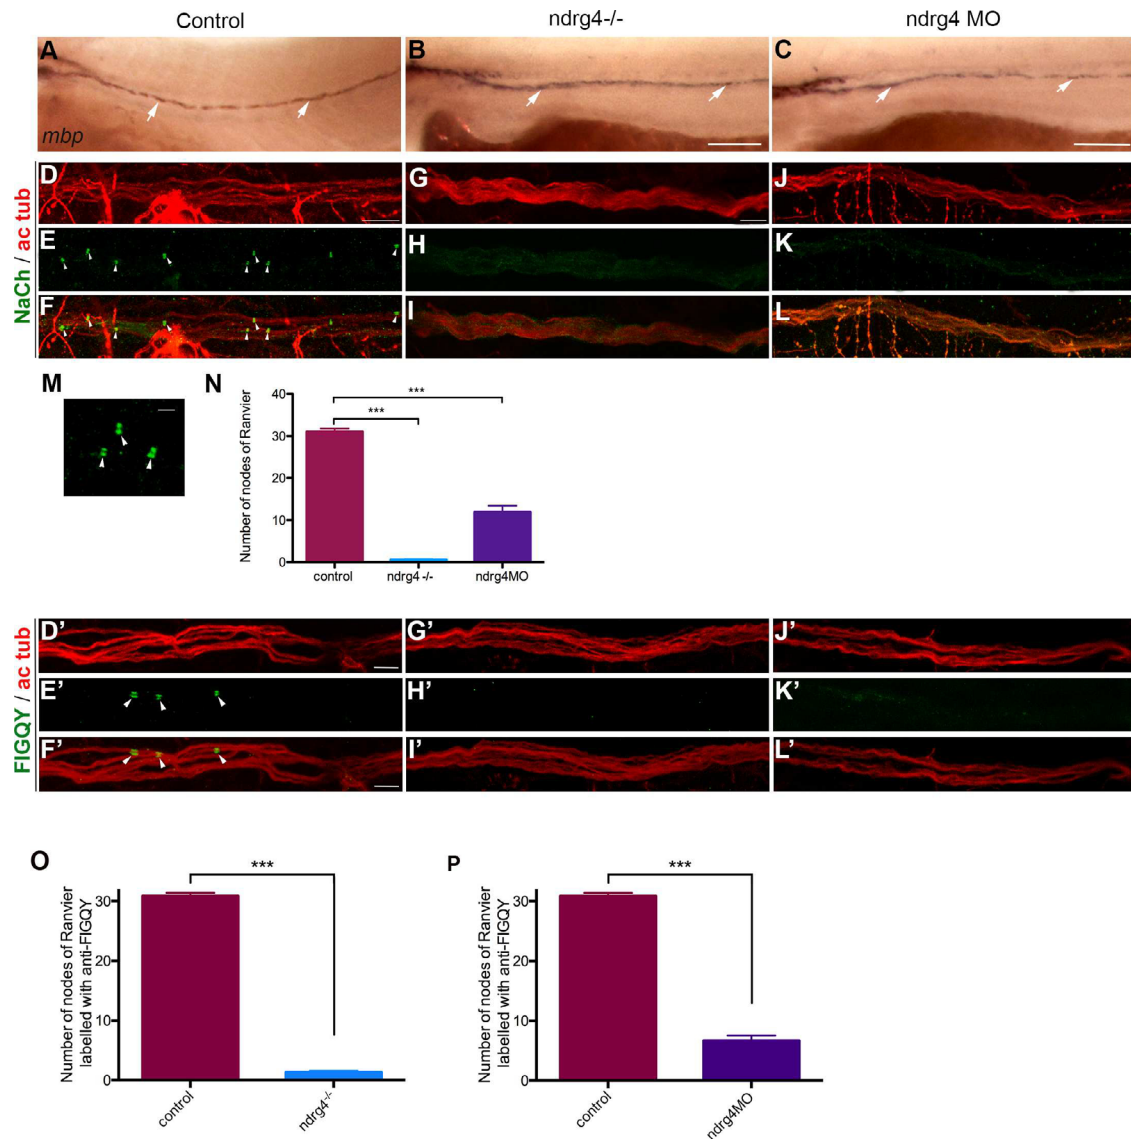 Control
ndrg4-/-
ndrg4 MO
A
B
C
mbp
NaCh / ac tub
D
G
J
E
H
K
F
I
L
M
N
Number of nodes of Ranvier
40
30
20
10
0
***
***
control
ndrg4 -/-
ndrg4MO
FIGQY / ac tub
D’
G’
J’
E’
H’
K’
F’
I’
L’
O
Number of nodes of Ranvier
labelled with anti-FIGQY
30
20
10
0
***
control
ndrg4-/-
P
Number of nodes of Ranvier
labelled with anti-FIGQY
30
20
10
0
***
control
ndrg4MO